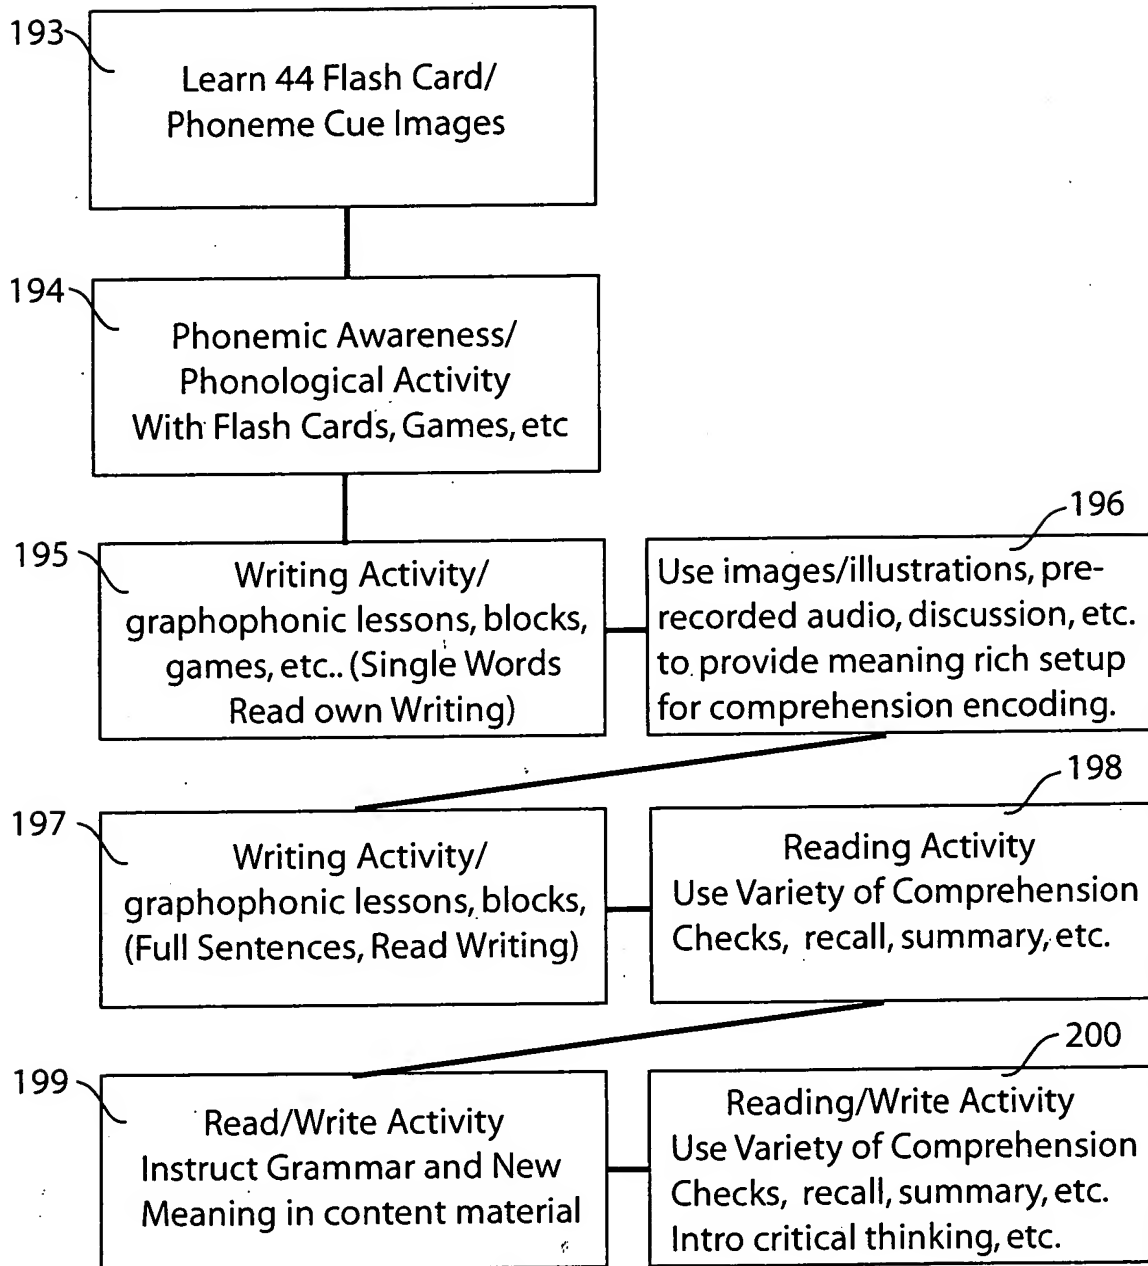 193
Learn 44 Flash Card/
Phoneme Cue Images
194
Phonemic Awareness/
Phonological Activity
With Flash Cards, Games, etc
195
Writing Activity/
graphophonic lessons, blocks,
games, etc.. (Single Words
Read own Writing)
196
Use images/illustrations, pre-
recorded audio, discussion, etc.
to provide meaning rich setup
for comprehension encoding.
197
Writing Activity/
graphophonic lessons, blocks,
(Full Sentences, Read Writing)
198
Reading Activity
Use Variety of Comprehension
Checks, recall, summary, etc.
199
Read/Write Activity
Instruct Grammar and New
Meaning in content material
200
Reading/Write Activity
Use Variety of Comprehension
Checks, recall, summary, etc.
Intro critical thinking, etc.